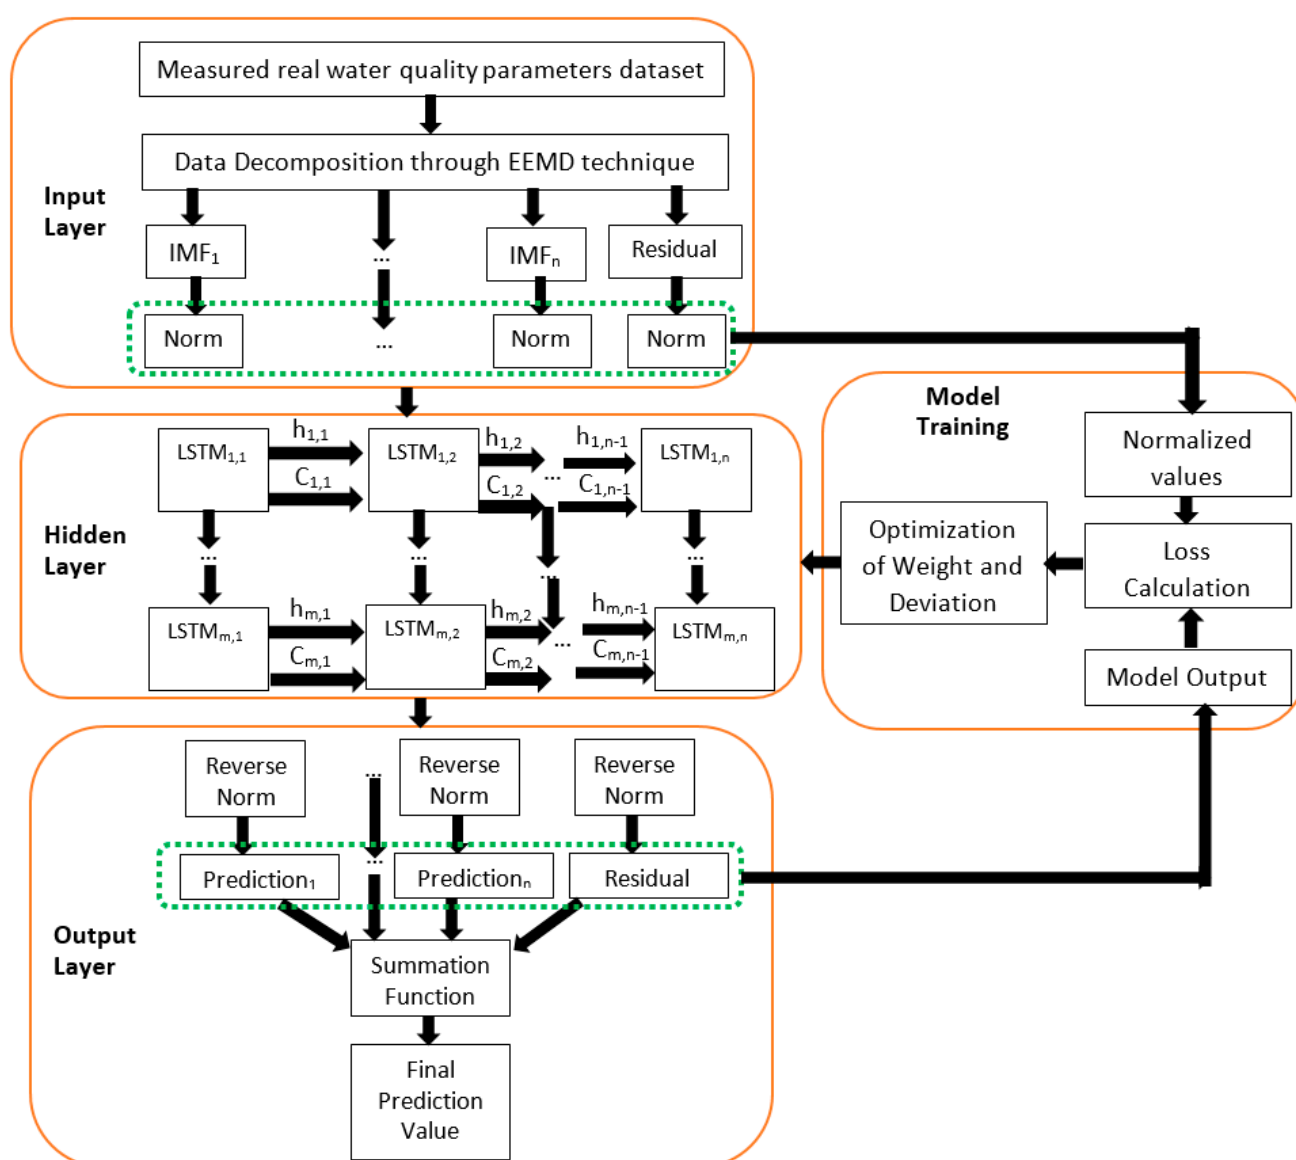 Measured real water quality parameters dataset
Data Decomposition through EEMD technique
Input
Layer
IMF1
...
IMFn
Residual
Norm
...
Norm
Norm
Model
Training
Normalized
values
Loss
Calculation
Optimization
of Weight and
Deviation
Model Output
Hidden
Layer
LSTM1,1
h1,1
C1,1
LSTM1,2
h1,2
C1,2
...
h1,n-1
C1,n-1
LSTM1,n
...
...
...
...
LSTMm,1
hm,1
Cm,1
LSTMm,2
hm,2
Cm,2
...
hm,n-1
Cm,n-1
LSTMm,n
Output
Layer
Reverse
Norm
...
Reverse
Norm
Reverse
Norm
Prediction1
...
Predictionn
Residual
Summation
Function
Final
Prediction
Value